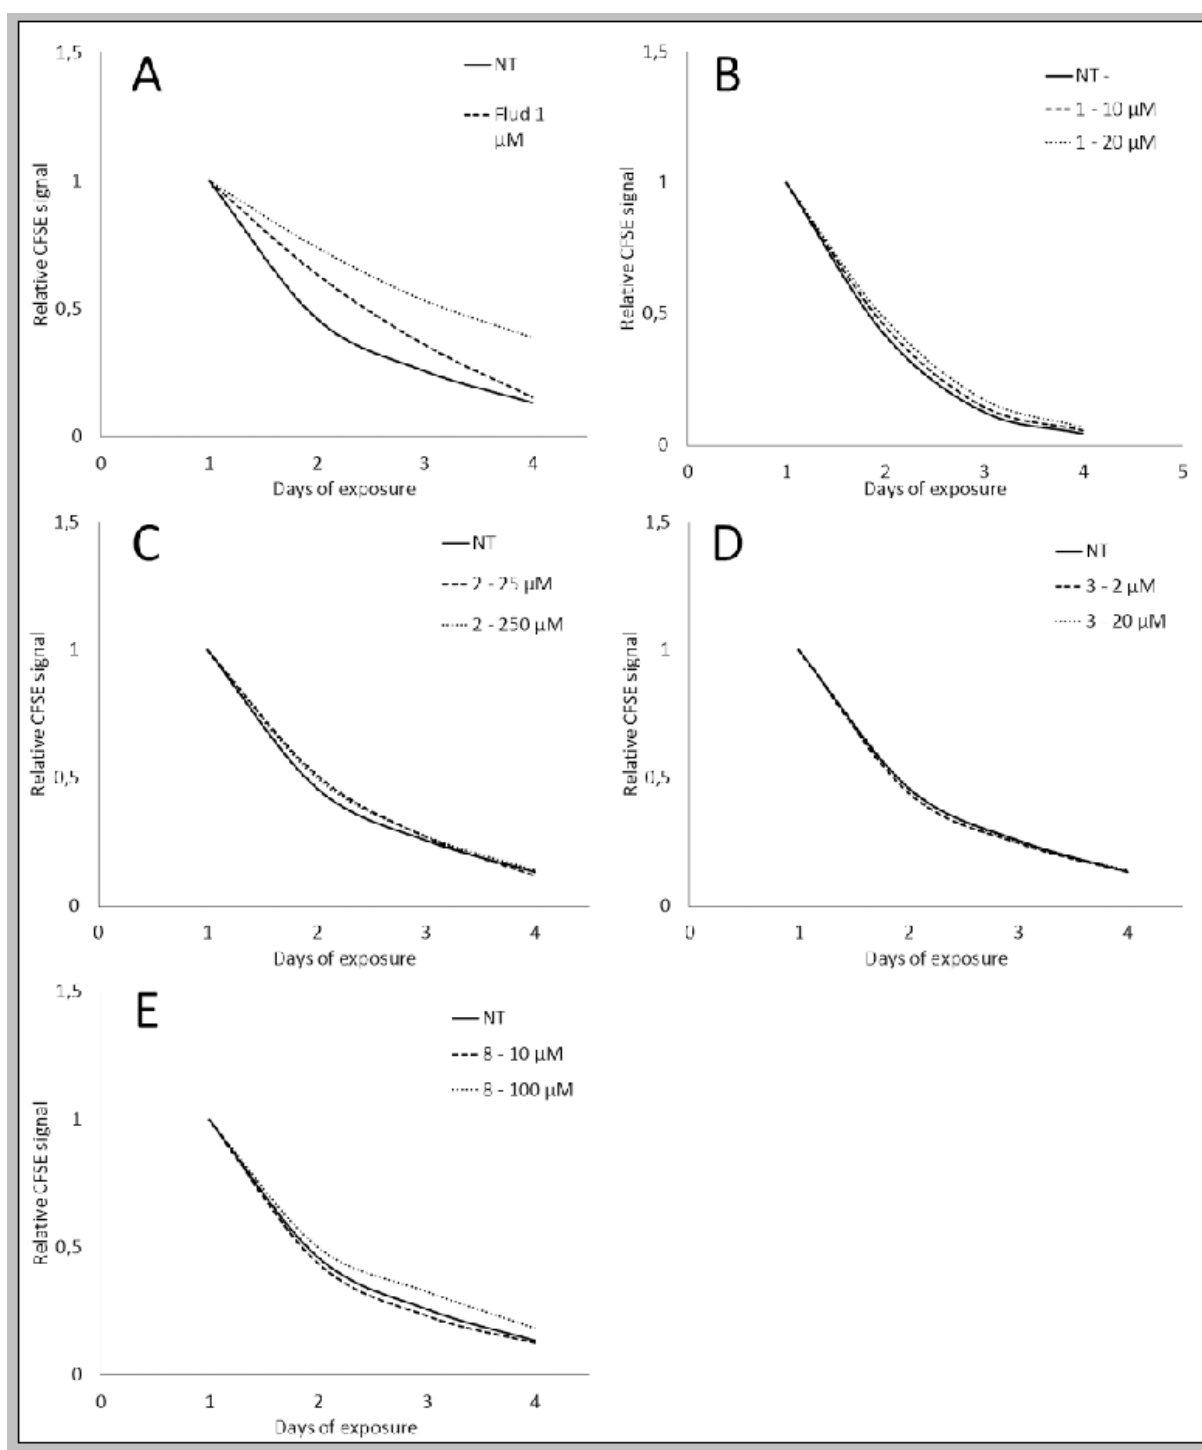 1,5
A
NT
Flud 1
μM
Relative CFSE signal
1
0,5
0
0
1
2
3
4
Days of exposure
1,5
B
NT -
1 - 10 μM
1 - 20 μM
Relative CFSE signal
1
0,5
0
0
1
2
3
4
5
Days of exposure
1,5
C
NT
2 - 25 μM
2 - 250 μM
Relative CFSE signal
1
0,5
0
0
1
2
3
4
Days of exposure
1,5
D
NT
3 - 2 μM
3 - 20 μM
Relative CFSE signal
1
0,5
0
0
1
2
3
4
Days of exposure
1,5
E
NT
8 - 10 μM
8 - 100 μM
Relative CFSE signal
1
0,5
0
0
1
2
3
4
Days of exposure